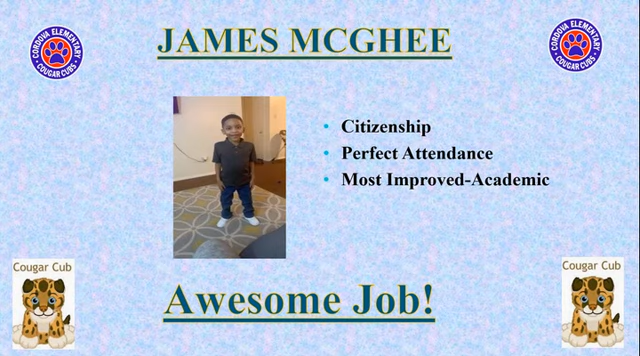 CORDOVA ELEMENTARY
COUGAR CUBS
JAMES MCGHEE
CORDOVA ELEMENTARY
COUGAR CUBS
• Citizenship
• Perfect Attendance
• Most Improved-Academic
Cougar Cub
Cougar Cub
Awesome Job!